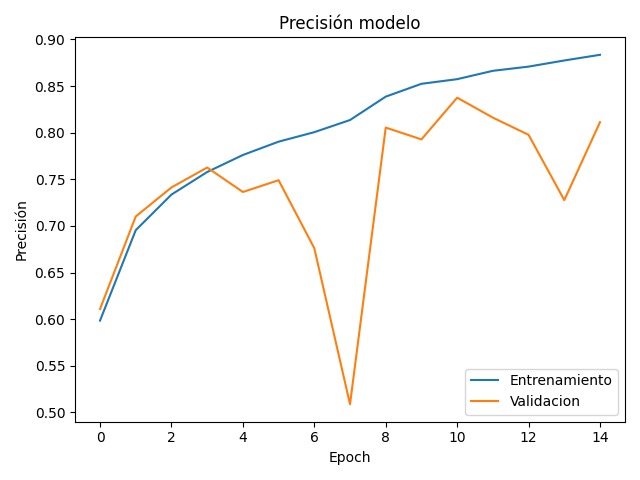 Precisión modelo
0.90
0.85
0.80
0.75
0.70
0.65
0.60
0.55
0.50
Precisión
0 2 4 6 8 10 12 14
Epoch
Entrenamiento
Validacion